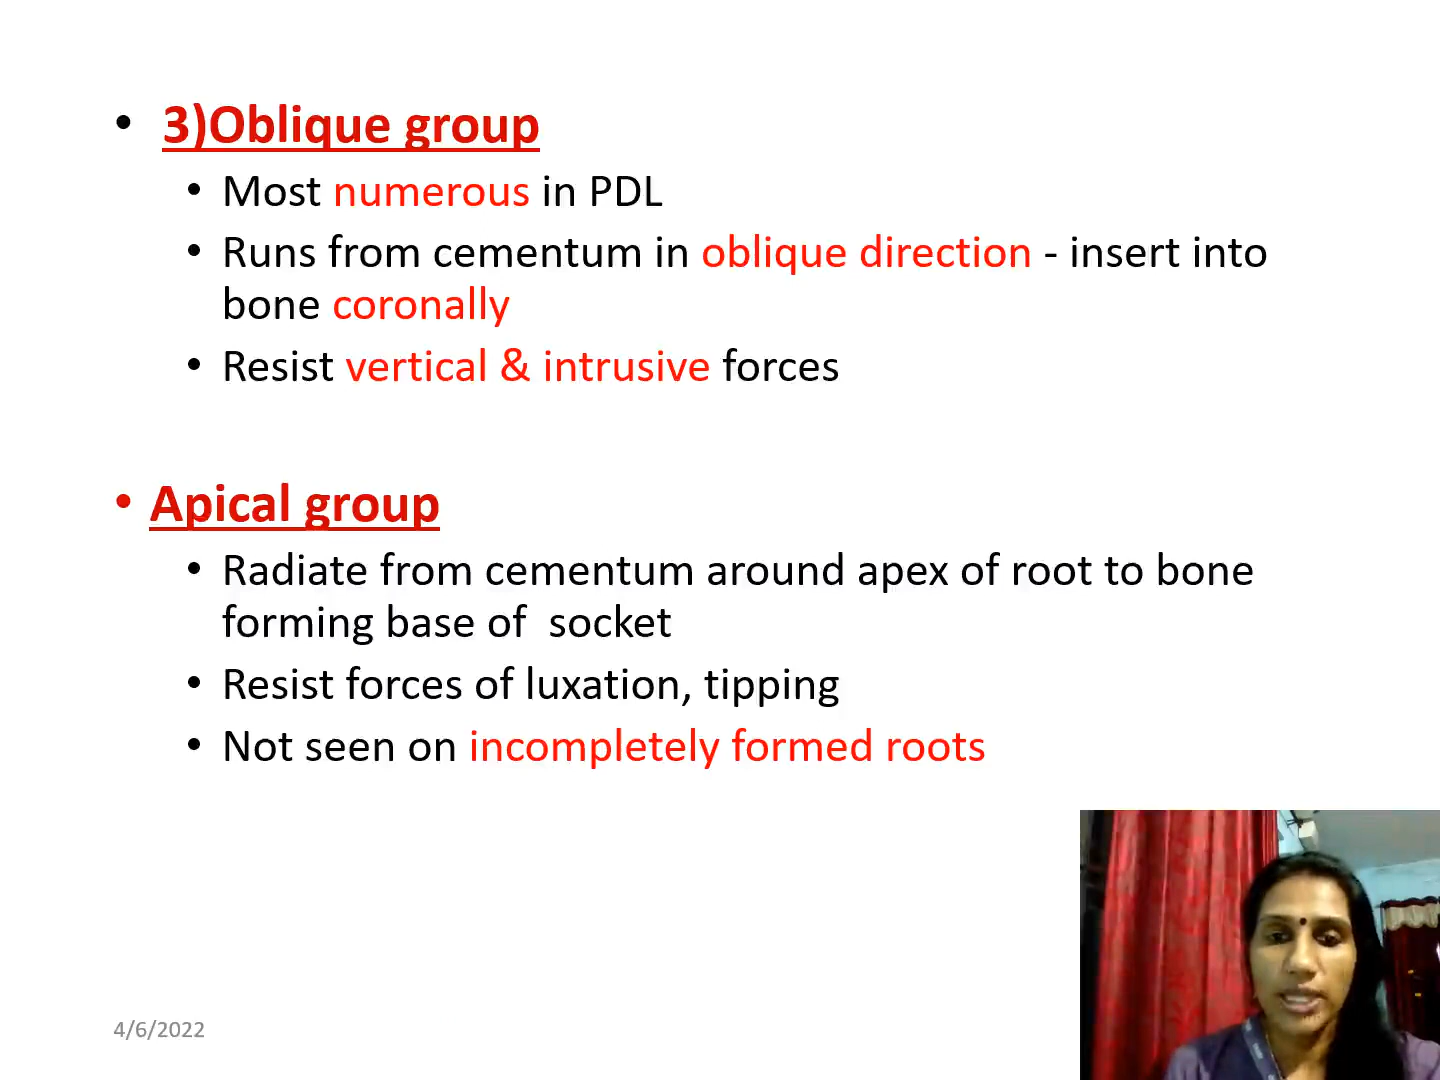 • 3)Oblique group
• Most numerous in PDL
• Runs from cementum in oblique direction - insert into
bone coronally
• Resist vertical & intrusive forces
• Apical group
• Radiate from cementum around apex of root to bone
forming base of  socket
• Resist forces of luxation, tipping
• Not seen on incompletely formed roots
4/6/2022